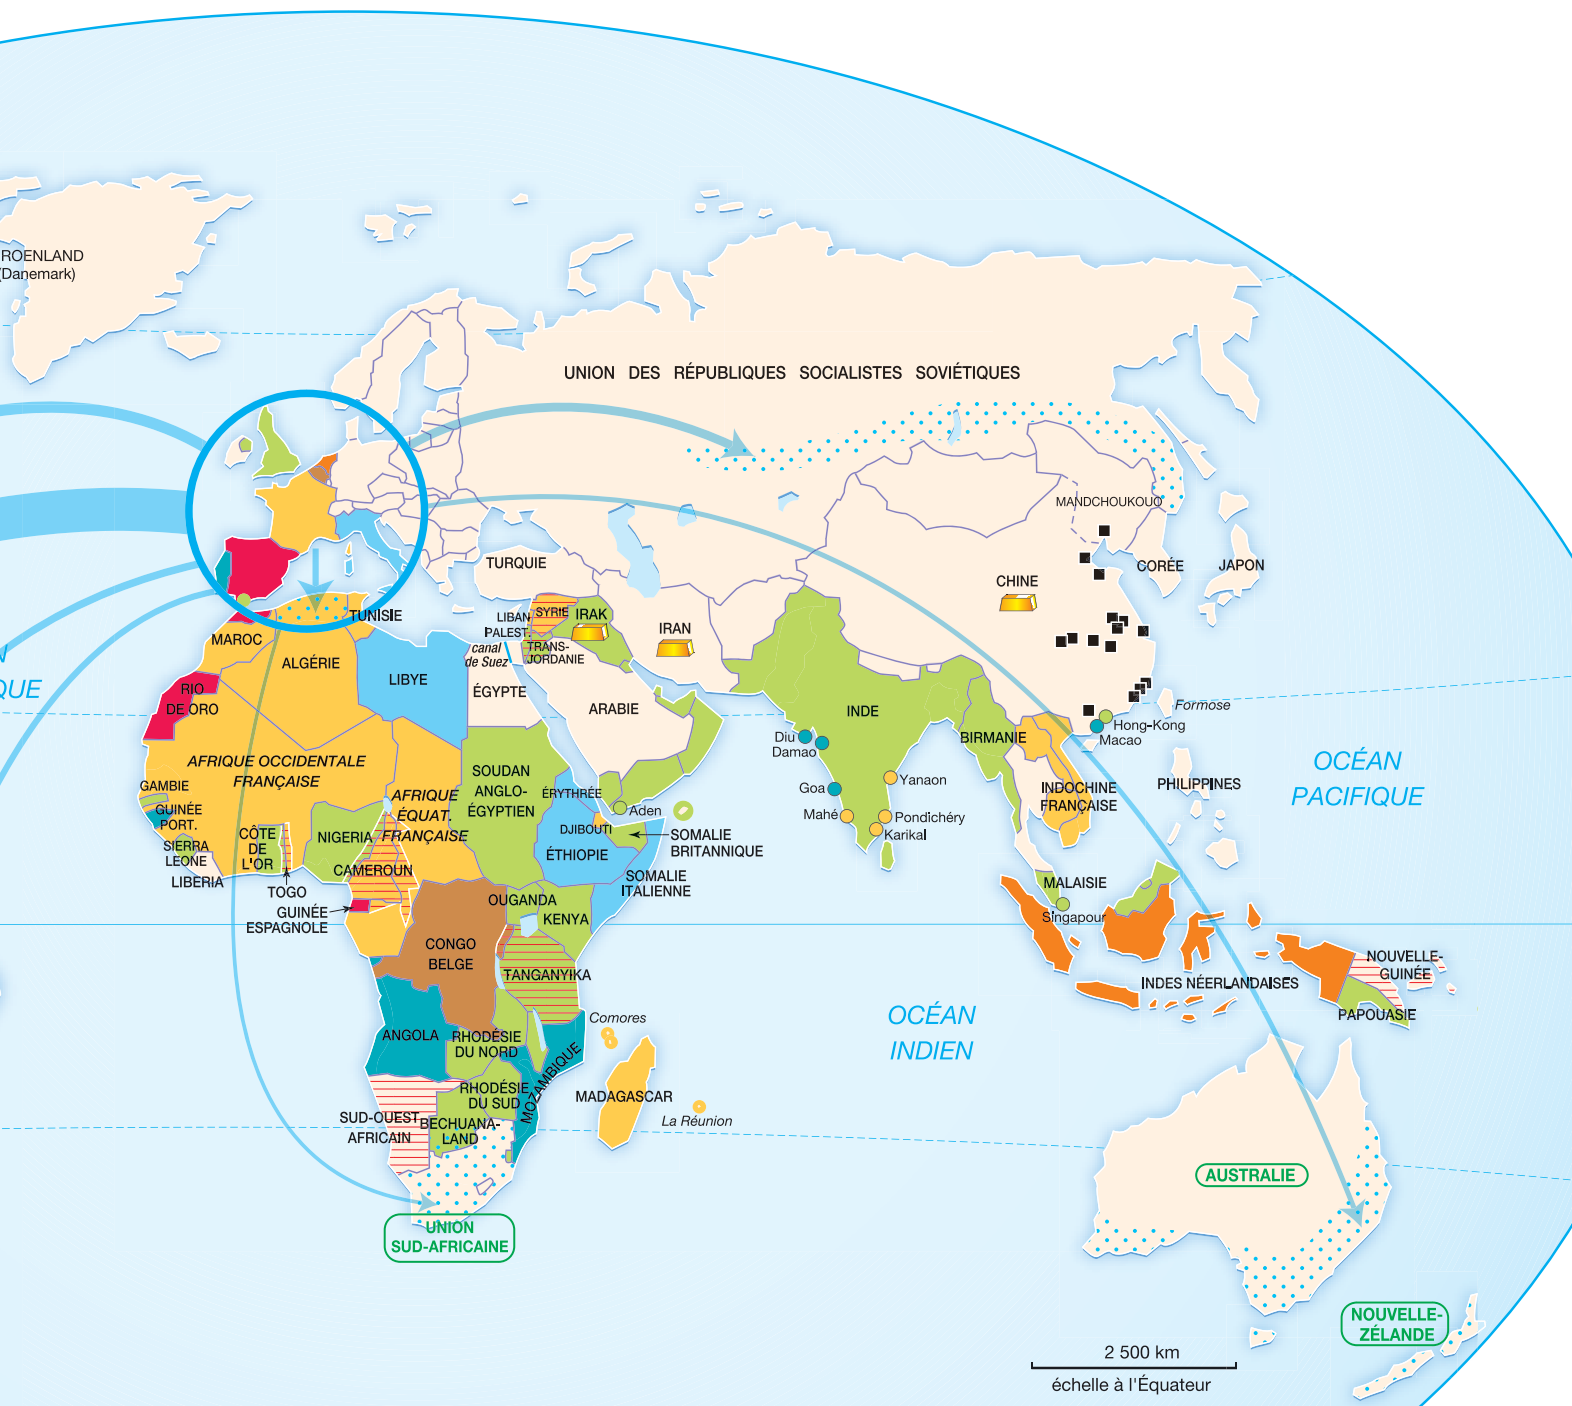 ROENLAND
(Danemark)
UNION DES RÉPUBLIQUES SOCIALISTES SOVIÉTIQUES
MANDCHOUKOUO
TURQUIE
CORÉE
JAPON
CHINE
TUNISIE
LIBAN
SYRIE
IRAK
PALEST.
IRAN
MAROC
canal
de Suez
TRANS-
JORDANIE
ALGÉRIE
LIBYE
ÉGYPTE
QUE
RIO
DE ORO
ARABIE
INDE
Formose
Hong-Kong
Macao
Diu
Damao
BIRMANIE
AFRIQUE OCCIDENTALE
FRANÇAISE
SOUDAN
ANGLO-
ÉGYPTIEN
OCÉAN
PACIFIQUE
GAMBIE
GUINÉE
PORT.
AFRIQUE
ÉQUAT.
FRANÇAISE
ÉRYTHRÉE
Aden
Goa
Yanaon
INDOCHINE
FRANÇAISE
PHILIPPINES
Mahé
Pondichéry
Karikal
SIERRA
LEONE
CÔTE
DE
L'OR
NIGERIA
DJIBOUTI
SOMALIE
BRITANNIQUE
ÉTHIOPIE
LIBERIA
TOGO
CAMEROUN
SOMALIE
ITALIENNE
MALAISIE
Singapour
GUINÉE
ESPAGNOLE
OUGANDA
KENYA
CONGO
BELGE
TANGANYIKA
INDES NÉERLANDAISES
NOUVELLE-
GUINÉE
PAPOUASIE
Comores
OCÉAN
INDIEN
ANGOLA
RHODÉSIE
DU NORD
MOZAMBIQUE
RHODÉSIE
DU SUD
MADAGASCAR
La Réunion
SUD-OUEST
AFRICAIN
BECHUANA-
LAND
AUSTRALIE
UNION
SUD-AFRICAINE
NOUVELLE-
ZÉLANDE
2 500 km
échelle à l'Équateur